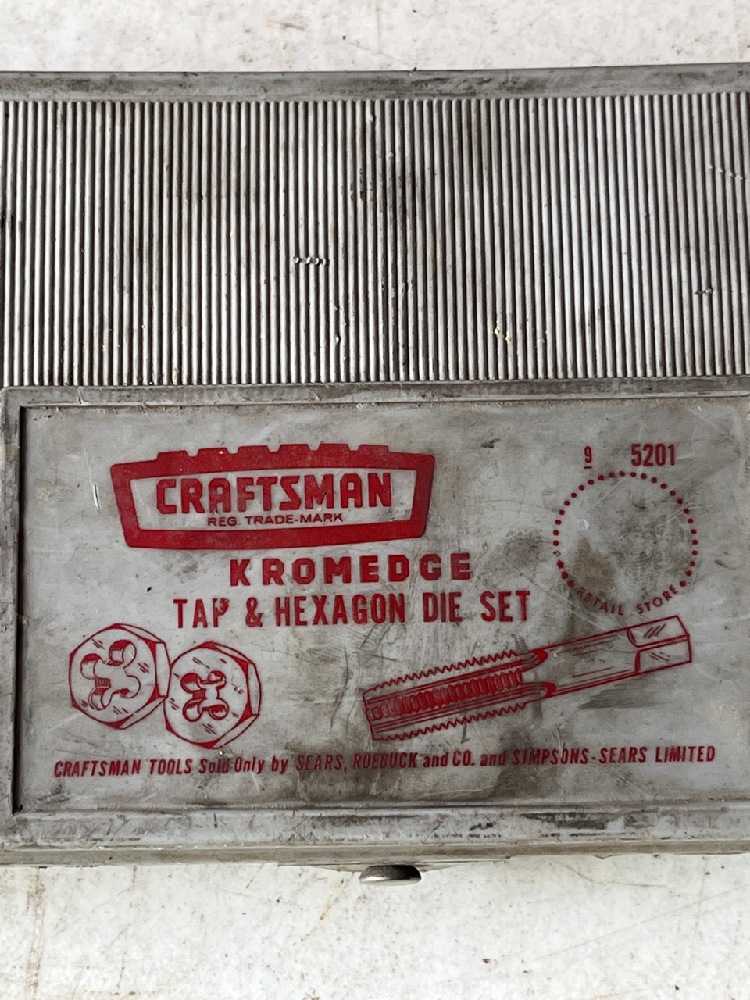 9 5201
CRAFTSMAN
REG. TRADE-MARK
KROMEDGE
TAP & HEXAGON DIE SET
RETAIL STORE
CRAFTSMAN TOOLS Sold Only by SEARS, ROEBUCK and CO. and SIMPSONS-SEARS LIMITED